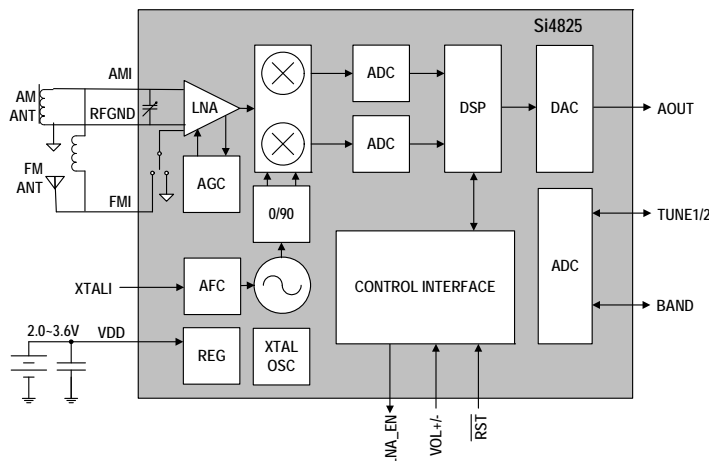 Si4825
AMI
AM
ANT
RFGND
LNA
ADC
DSP
DAC
AOUT
ADC
FM
ANT
AGC
FMI
0/90
TUNE1/2
ADC
CONTROL INTERFACE
XTALI
AFC
BAND
2.0~3.6V
VDD
REG
XTAL
OSC
LNA_EN
VOL+/-
RST